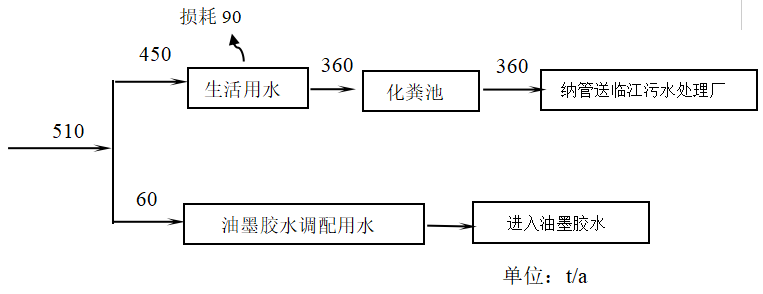 损耗 90
450
360
360
生活用水
化粪池
纳管送临江污水处理厂
510
60
油墨胶水调配用水
进入油墨胶水
单位：t/a